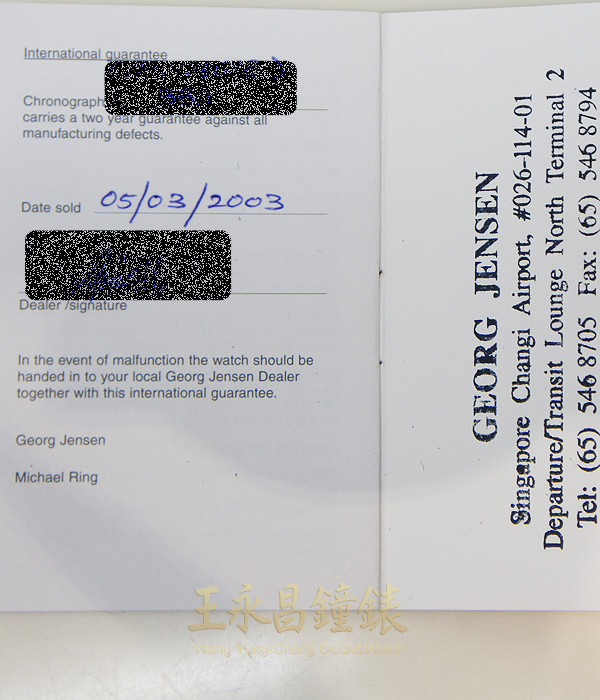 International guarantee
Chronograph
carries a two year guarantee against all
manufacturing defects.
Date sold 05/03/2003
Dealer /signature
In the event of malfunction the watch should be
handed in to your local Georg Jensen Dealer
together with this international guarantee.
Georg Jensen
Michael Ring
GEORG JENSEN
Singapore Changi Airport, #026-114-01
Departure/Transit Lounge North Terminal 2
Tel: (65) 546 8705 Fax: (65) 546 8794
王永昌鐘錶